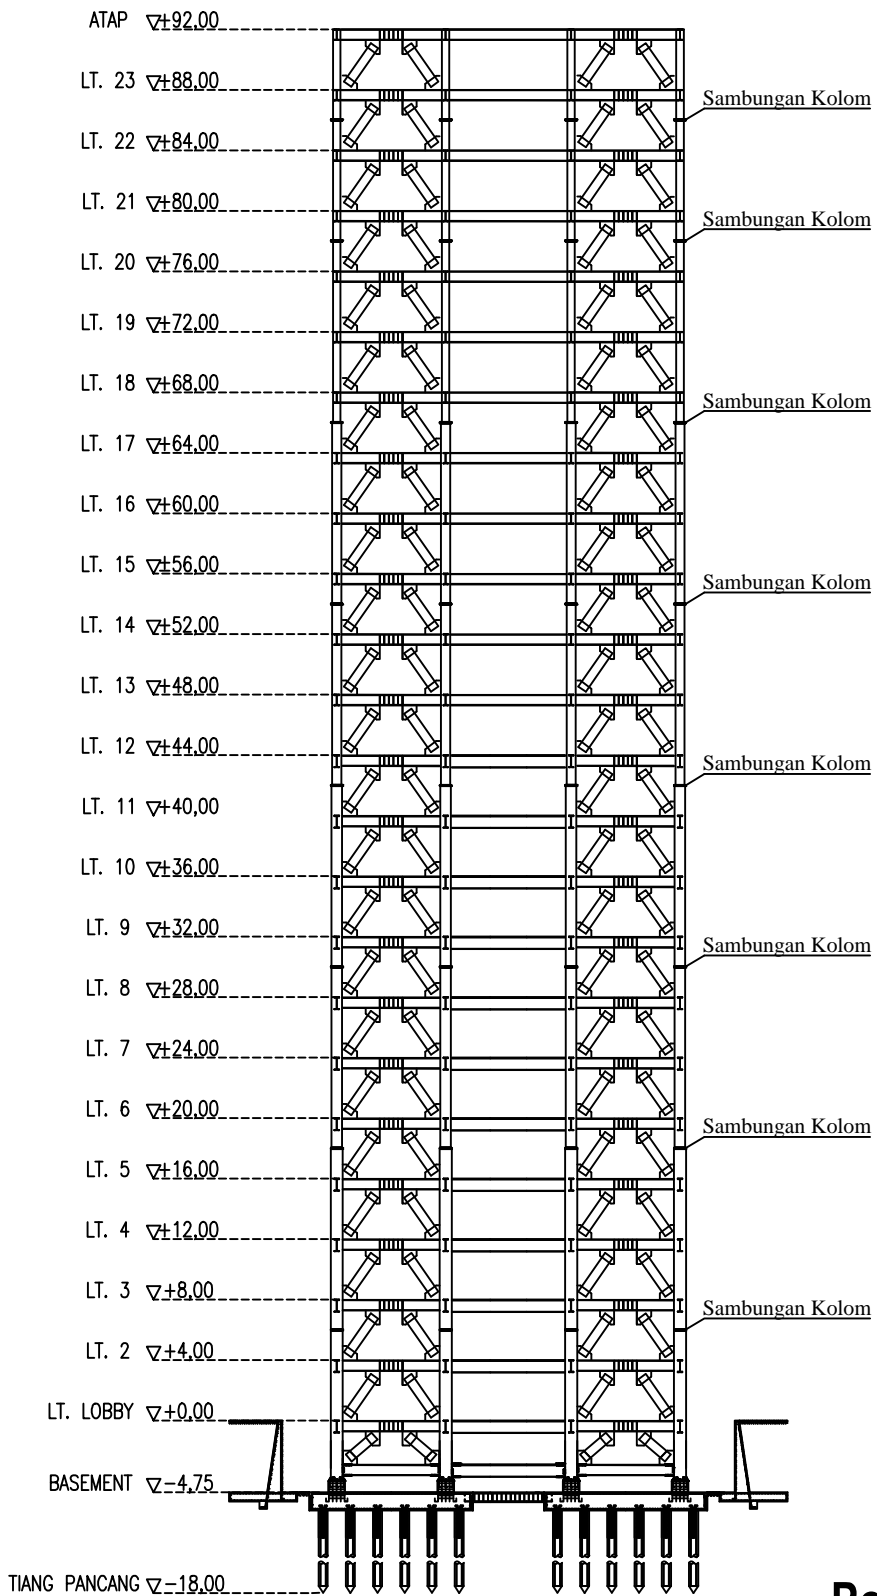 ATAP ▽+92,00
LT. 23 ▽+88,00
Sambungan Kolom
LT. 22 ▽+84,00
LT. 21 ▽+80,00
Sambungan Kolom
LT. 20 ▽+76,00
LT. 19 ▽+72,00
LT. 18 ▽+68,00
Sambungan Kolom
LT. 17 ▽+64,00
LT. 16 ▽+60,00
LT. 15 ▽+56,00
Sambungan Kolom
LT. 14 ▽+52,00
LT. 13 ▽+48,00
LT. 12 ▽+44,00
Sambungan Kolom
LT. 11 ▽+40,00
LT. 10 ▽+36,00
LT. 9 ▽+32,00
Sambungan Kolom
LT. 8 ▽+28,00
LT. 7 ▽+24,00
LT. 6 ▽+20,00
Sambungan Kolom
LT. 5 ▽+16,00
LT. 4 ▽+12,00
LT. 3 ▽+8,00
Sambungan Kolom
LT. 2 ▽+4,00
LT. LOBBY ▽+0,00
BASEMENT ▽-4,75
TIANG PANCANG ▽-18,00